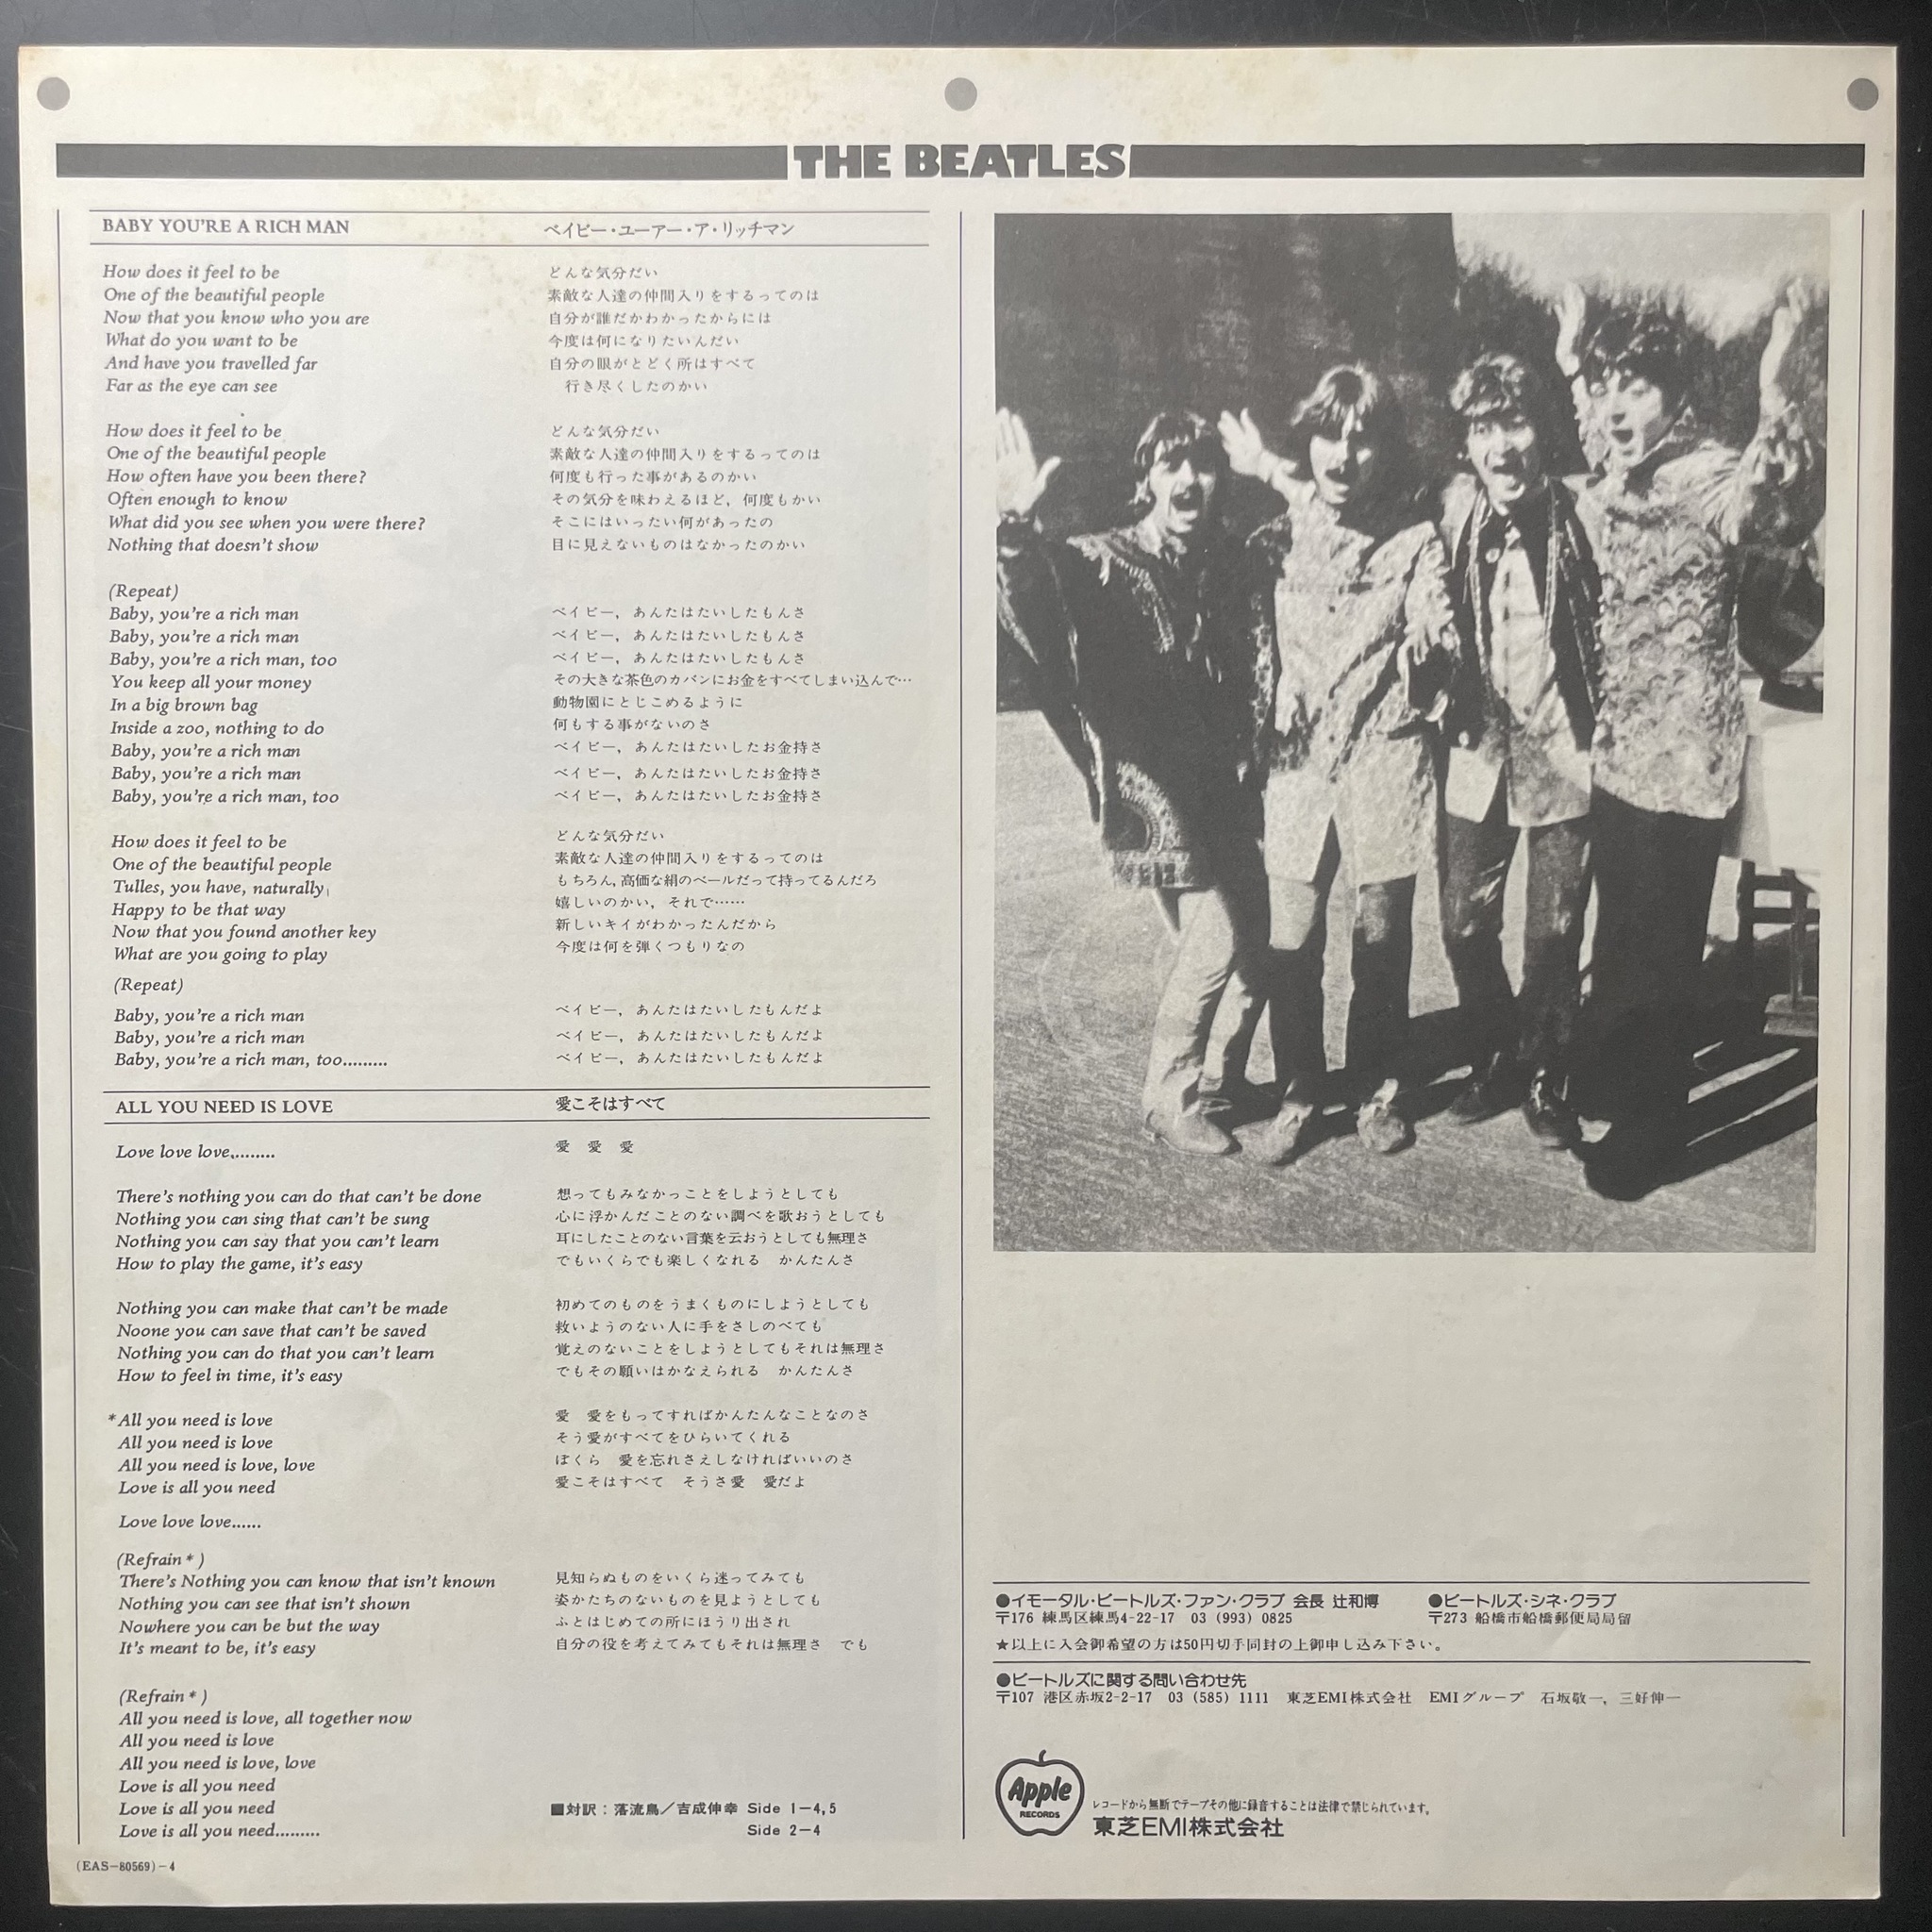 THE BEATLES
BABY YOU'RE A RICH MAN
ベイビー・ユーアー・ア・リッチマン
How does it feel to be
One of the beautiful people
Now that you know who you are
What do you want to be
And have you travelled far
Far as the eye can see
どんな気分だい
素敵な人達の仲間入りをするってのは
自分が誰だかわかったからには
今度は何になりたいんだい
自分の眼がとどく所はすべて
行き尽くしたのかい
How does it feel to be
One of the beautiful people
How often have you been there?
Often enough to know
What did you see when you were there?
Nothing that doesn't show
どんな気分だい
素敵な人達の仲間入りをするってのは
何度も行った事があるのかい
その気分を味わえるほど，何度もかい
そこにはいったい何があったの
目に見えないものはなかったのかい
(Repeat)
Baby, you're a rich man
Baby, you're a rich man
Baby, you're a rich man, too
You keep all your money
In a big brown bag
Inside a zoo, nothing to do
Baby, you're a rich man
Baby, you're a rich man
Baby, you're a rich man, too
ベイビー，あんたはたいしたもんさ
ベイビー，あんたはたいしたもんさ
ベイビー，あんたはたいしたもんさ
その大きな茶色のカバンにお金をすべてしまい込んで…
動物園にとじこめるように
何もする事がないのさ
ベイビー，あんたはたいしたお金持さ
ベイビー，あんたはたいしたお金持さ
ベイビー，あんたはたいしたお金持さ
How does it feel to be
One of the beautiful people
Tulles, you have, naturally
Happy to be that way
Now that you found another key
What are you going to play
どんな気分だい
素敵な人達の仲間入りをするってのは
もちろん，高価な絹のベールだって持ってるんだろ
嬉しいのかい，それで……
新しいキイがわかったんだから
今度は何を弾くつもりなの
(Repeat)
Baby, you're a rich man
Baby, you're a rich man
Baby, you're a rich man, too.........
ベイビー，あんたはたいしたもんだよ
ベイビー，あんたはたいしたもんだよ
ベイビー，あんたはたいしたもんだよ
ALL YOU NEED IS LOVE
愛こそはすべて
Love love love.........
愛　愛　愛
There's nothing you can do that can't be done
Nothing you can sing that can't be sung
Nothing you can say that you can't learn
How to play the game, it's easy
想ってもみなかっことをしようとしても
心に浮かんだことのない調べを歌おうとしても
耳にしたことのない言葉を云おうとしても無理さ
でもいくらでも楽しくなれる　かんたんさ
Nothing you can make that can't be made
Noone you can save that can't be saved
Nothing you can do that you can't learn
How to feel in time, it's easy
初めてのものをうまくものにしようとしても
救いようのない人に手をさしのべても
覚えのないことをしようとしてもそれは無理さ
でもその願いはかなえられる　かんたんさ
*All you need is love
All you need is love
All you need is love, love
Love is all you need
愛　愛をもってすればかんたんなことなのさ
そう愛がすべてをひらいてくれる
ぼくら　愛を忘れさえしなければいいのさ
愛こそはすべて　そうさ愛　愛だよ
Love love love......
(Refrain*)
There's Nothing you can know that isn't known
Nothing you can see that isn't shown
Nowhere you can be but the way
It's meant to be, it's easy
見知らぬものをいくら迷ってみても
姿かたちのないものを見ようとしても
ふとはじめての所にほうり出され
自分の役を考えてみてもそれは無理さ　でも
(Refrain*)
All you need is love, all together now
All you need is love
All you need is love, love
Love is all you need
Love is all you need
Love is all you need.........
■対訳：落流鳥／吉成伸幸 Side 1—4,5
Side 2—4
(EAS—80569)—4
●イモータル・ビートルズ・ファン・クラブ 会長 辻和博
〒176 練馬区練馬4-22-17　03 (993) 0825
●ビートルズ・シネ・クラブ
〒273 船橋市船橋郵便局局留
★以上に入会御希望の方は50円切手同封の上御申し込み下さい。
●ビートルズに関する問い合わせ先
〒107 港区赤坂2-2-17　03 (585) 1111　東芝EMI株式会社　EMIグループ　石坂敬一，三好伸一
Apple
RECORDS
レコードから無断でテープその他に録音することは法律で禁じられています。
東芝EMI株式会社